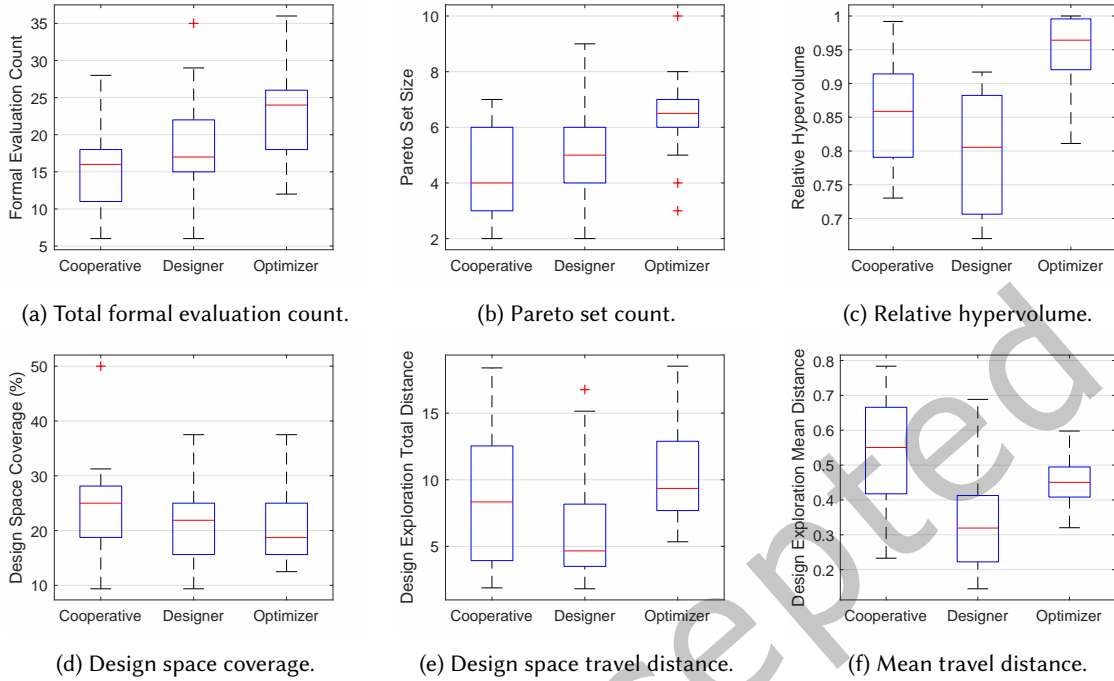 Formal Evaluation Count
35
30
25
20
15
10
5
Cooperative Designer Optimizer
(a) Total formal evaluation count.
Pareto Set Size
10
8
6
4
2
Cooperative Designer Optimizer
(b) Pareto set count.
Relative Hypervolume
1
0.95
0.9
0.85
0.8
0.75
0.7
Cooperative Designer Optimizer
(c) Relative hypervolume.
Design Space Coverage (%)
50
40
30
20
10
Cooperative Designer Optimizer
(d) Design space coverage.
Design Exploration Total Distance
15
10
5
Cooperative Designer Optimizer
(e) Design space travel distance.
Design Exploration Mean Distance
0.8
0.7
0.6
0.5
0.4
0.3
0.2
Cooperative Designer Optimizer
(f) Mean travel distance.
cepted